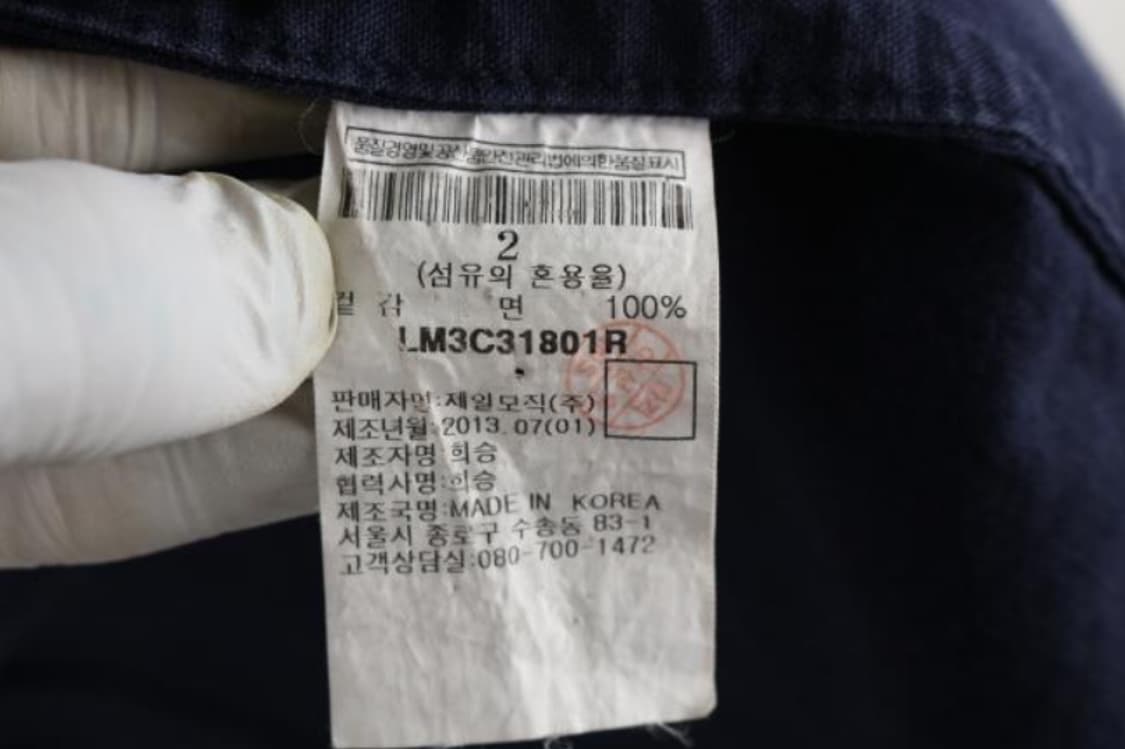 품질경영및공산품안전관리법에의한품질표시
2
(섬유의 혼용율)
겉 감 면 100%
LM3C31801R
판매자명:제일모직(주)
제조년월:2013.07(01)
제조자명 희승
협력사명:희승
제조국명:MADE IN KOREA
서울시 종로구 수송동 83-1
고객상담실:080-700-1472